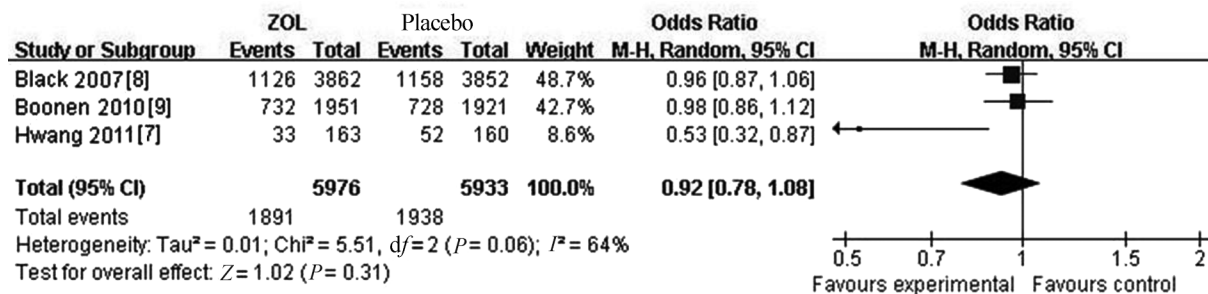 ZOL Placebo Odds Ratio Odds Ratio
Study or Subgroup Events Total Events Total Weight M-H, Random, 95% CI M-H, Random, 95% CI
Black 2007[8] 1126 3862 1158 3852 48.7% 0.96 [0.87, 1.06]
Boonen 2010[9] 732 1951 728 1921 42.7% 0.98 [0.86, 1.12]
Hwang 2011[7] 33 163 52 160 8.6% 0.53 [0.32, 0.87]
Total (95% CI) 5976 5933 100.0% 0.92 [0.78, 1.08]
Total events 1891 1938
Heterogeneity: Tau² = 0.01; Chi² = 5.51, df=2 (P= 0.06); I² = 64%
Test for overall effect: Z= 1.02 (P= 0.31)
0.5 0.7 1 1.5 2
Favours experimental Favours control